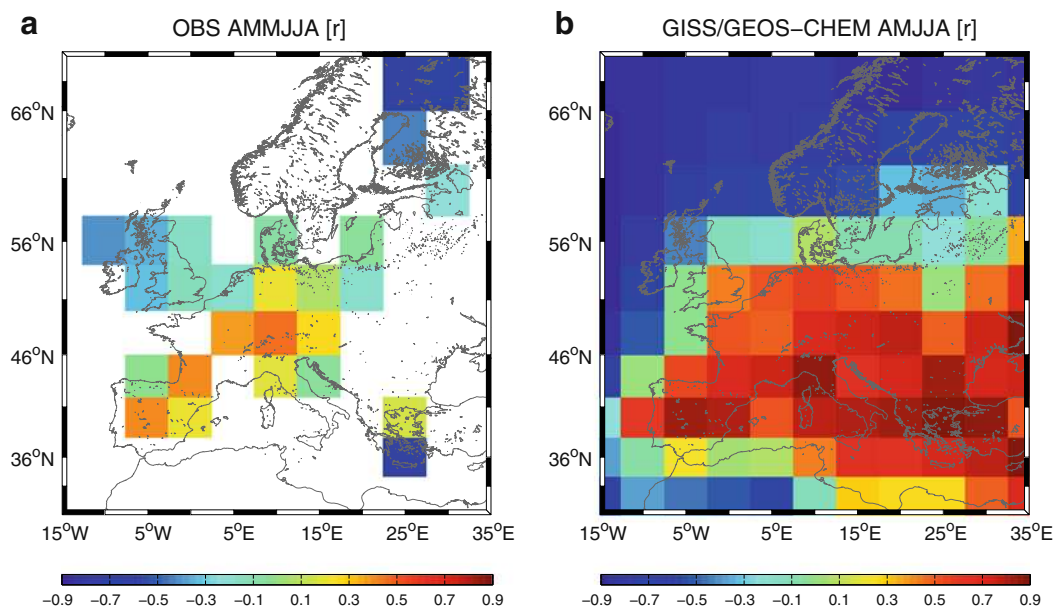 a
OBS AMMJJA [r]
66°N
56°N
46°N
36°N
15°W 5°W 5°E 15°E 25°E 35°E
−0.9 −0.7 −0.5 −0.3 −0.1 0.1 0.3 0.5 0.7 0.9
b
GISS/GEOS−CHEM AMJJA [r]
66°N
56°N
46°N
36°N
15°W 5°W 5°E 15°E 25°E 35°E
−0.9 −0.7 −0.5 −0.3 −0.1 0.1 0.3 0.5 0.7 0.9